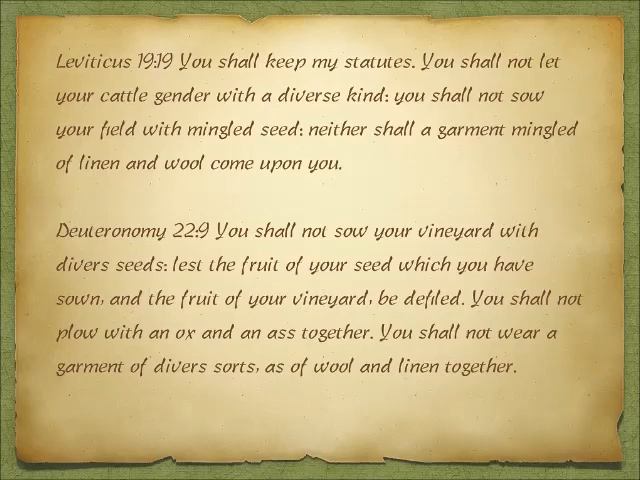 Leviticus 19:19 You shall keep my statutes. You shall not let
your cattle gender with a diverse kind: you shall not sow
your field with mingled seed: neither shall a garment mingled
of linen and wool come upon you.
Deuteronomy 22:9 You shall not sow your vineyard with
divers seeds: lest the fruit of your seed which you have
sown, and the fruit of your vineyard, be defiled. You shall not
plow with an ox and an ass together. You shall not wear a
garment of divers sorts, as of wool and linen together.